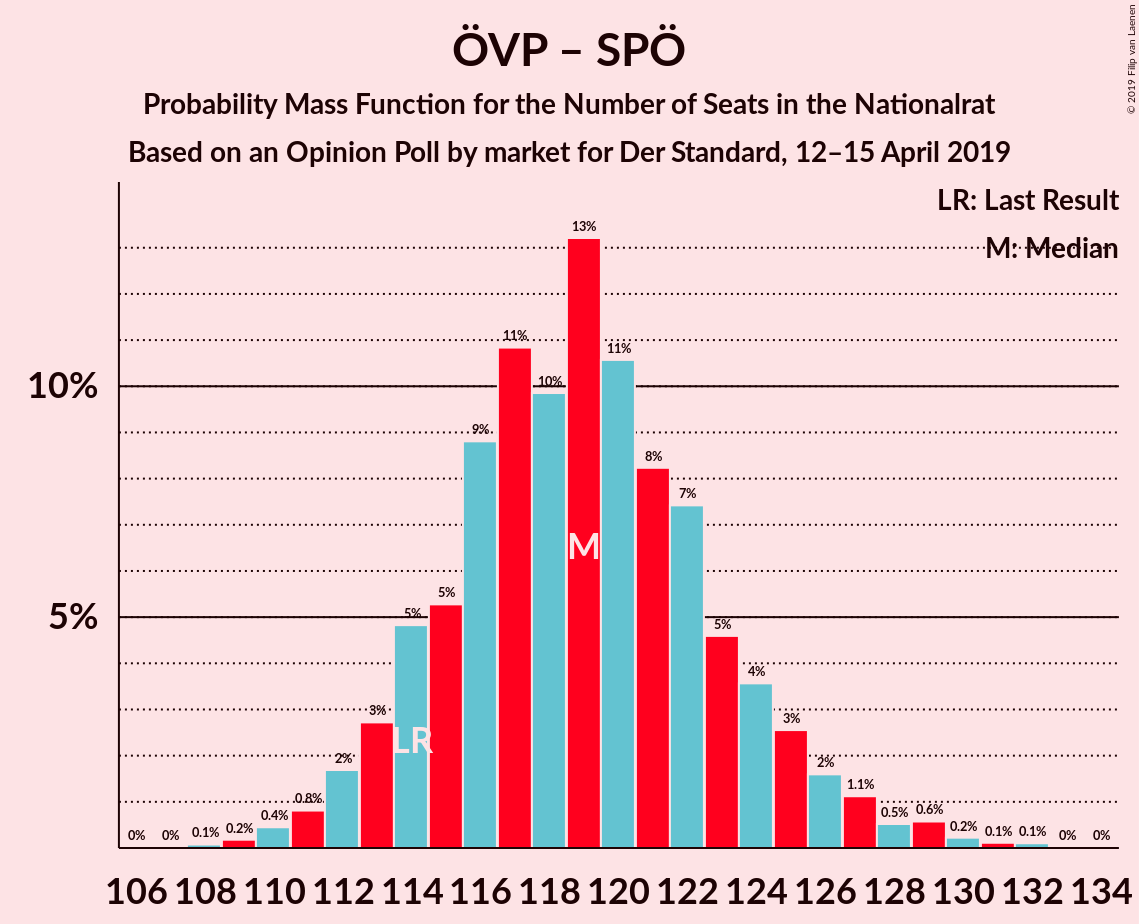 ÖVP – SPÖ
Probability Mass Function for the Number of Seats in the Nationalrat
Based on an Opinion Poll by market for Der Standard, 12–15 April 2019
© 2019 Filip van Laenen
LR: Last Result
M: Median
10%
5%
0% 0% 0.1% 0.2% 0.4% 0.8% 2% 3% 5% 5% 9% 11% 10% 13% 11% 8% 7% 5% 4% 3% 2% 1.1% 0.5% 0.6% 0.2% 0.1% 0.1% 0% 0%
M
LR
106 108 110 112 114 116 118 120 122 124 126 128 130 132 134